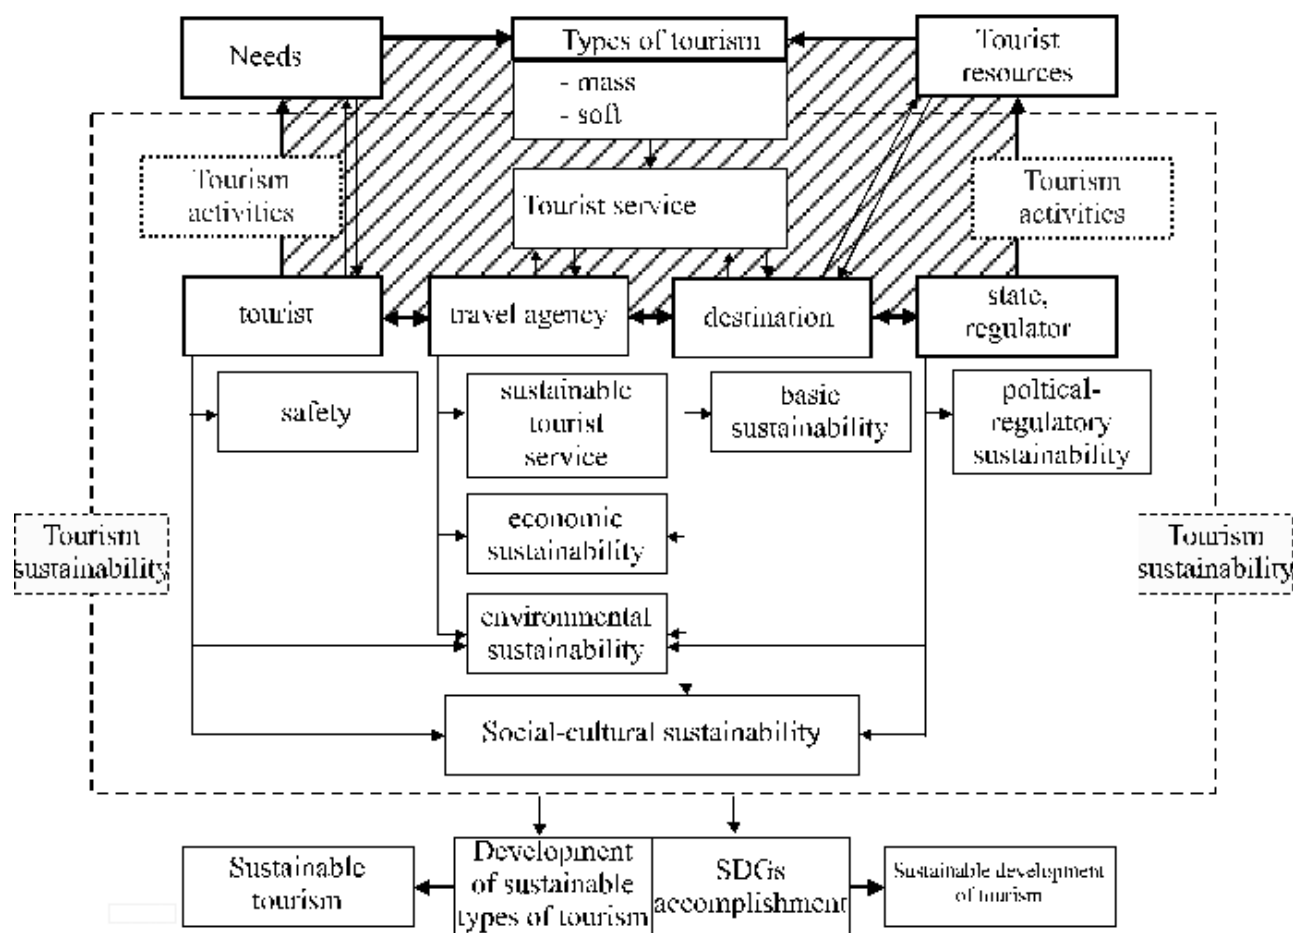 Needs
Types of tourism
- mass
- soft
Tourist
resources
Tourism
activities
Tourist service
Tourism
activities
tourist
travel agency
destination
state,
regulator
safety
sustainable
tourist
service
basic
sustainability
poltical-
regulatory
sustainability
economic
sustainability
Tourism
sustainability
Tourism
sustainability
environmental
sustainability
Social-cultural sustainability
Sustainable
tourism
Development
of sustainable
types of tourism
SDGs
accomplishment
Sustainable development
of tourism